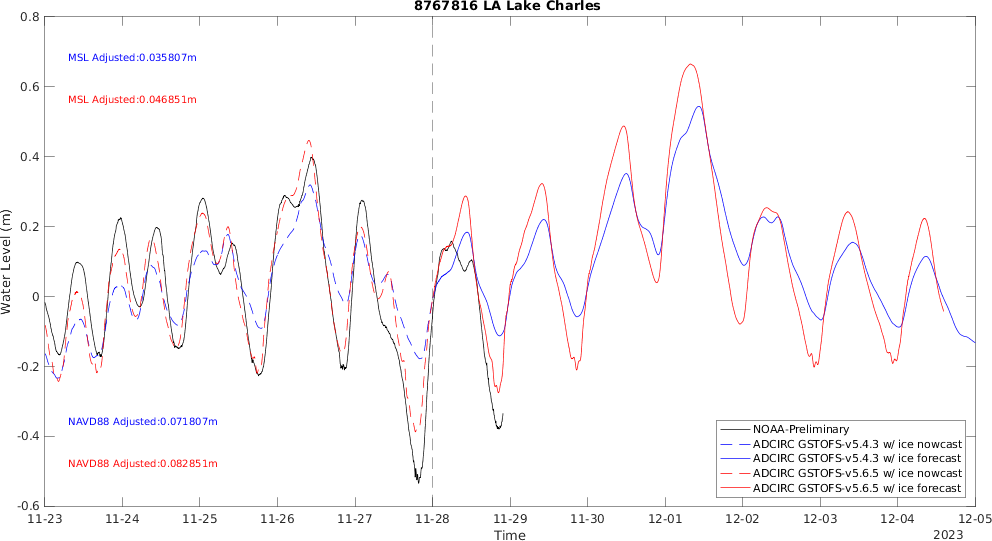 8767816 LA Lake Charles
0.8
0.6
0.4
0.2
0
-0.2
-0.4
-0.6
Water Level (m)
MSL Adjusted:0.035807m
MSL Adjusted:0.046851m
NAVD88 Adjusted:0.071807m
NAVD88 Adjusted:0.082851m
NOAA-Preliminary
ADCIRC GSTOFS-v5.4.3 w/ ice nowcast
ADCIRC GSTOFS-v5.4.3 w/ ice forecast
ADCIRC GSTOFS-v5.6.5 w/ ice nowcast
ADCIRC GSTOFS-v5.6.5 w/ ice forecast
11-23 11-24 11-25 11-26 11-27 11-28 11-29 11-30 12-01 12-02 12-03 12-04 12-05
Time
2023